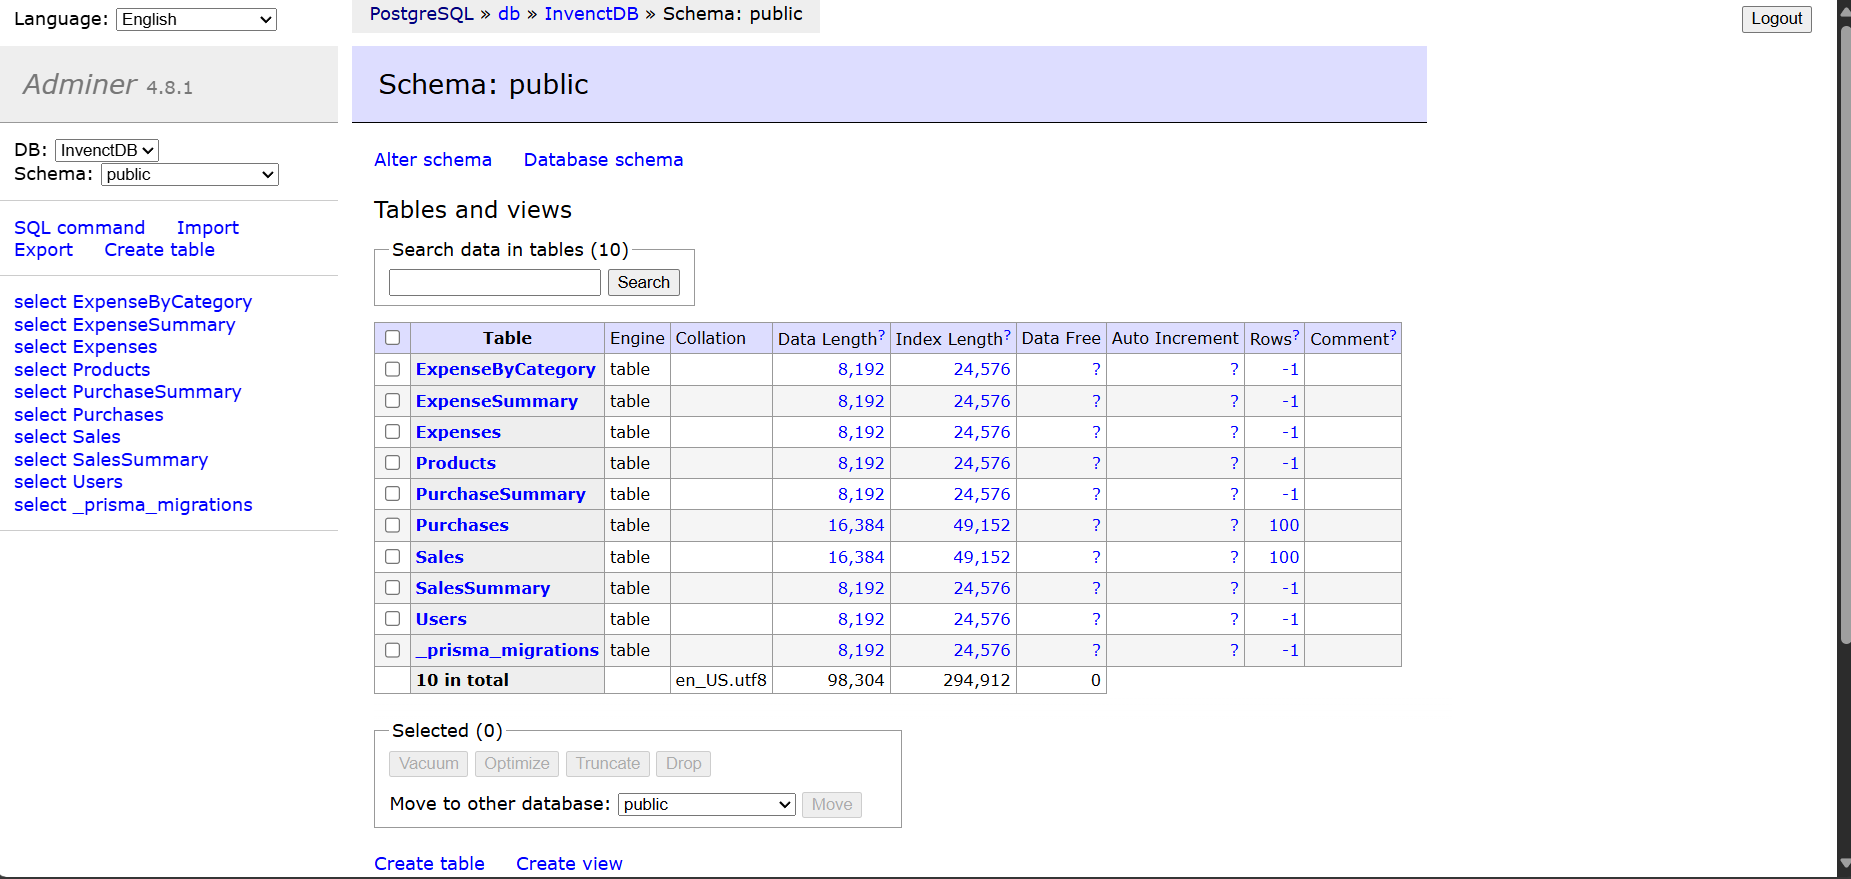 Language: English
PostgreSQL » db » InvenctDB » Schema: public
Logout
Adminer 4.8.1
Schema: public
DB: InvenctDB
Schema: public
SQL command Import
Export Create table
select ExpenseByCategory
select ExpenseSummary
select Expenses
select Products
select PurchaseSummary
select Purchases
select Sales
select SalesSummary
select Users
select _prisma_migrations
Alter schema Database schema
Tables and views
Search data in tables (10)
Search
Table Engine Collation Data Length? Index Length? Data Free Auto Increment Rows? Comment?
ExpenseByCategory table 8,192 24,576 ? ? -1
ExpenseSummary table 8,192 24,576 ? ? -1
Expenses table 8,192 24,576 ? ? -1
Products table 8,192 24,576 ? ? -1
PurchaseSummary table 8,192 24,576 ? ? -1
Purchases table 16,384 49,152 ? ? 100
Sales table 16,384 49,152 ? ? 100
SalesSummary table 8,192 24,576 ? ? -1
Users table 8,192 24,576 ? ? -1
_prisma_migrations table 8,192 24,576 ? ? -1
10 in total en_US.utf8 98,304 294,912 0
Selected (0)
Vacuum Optimize Truncate Drop
Move to other database: public Move
Create table Create view